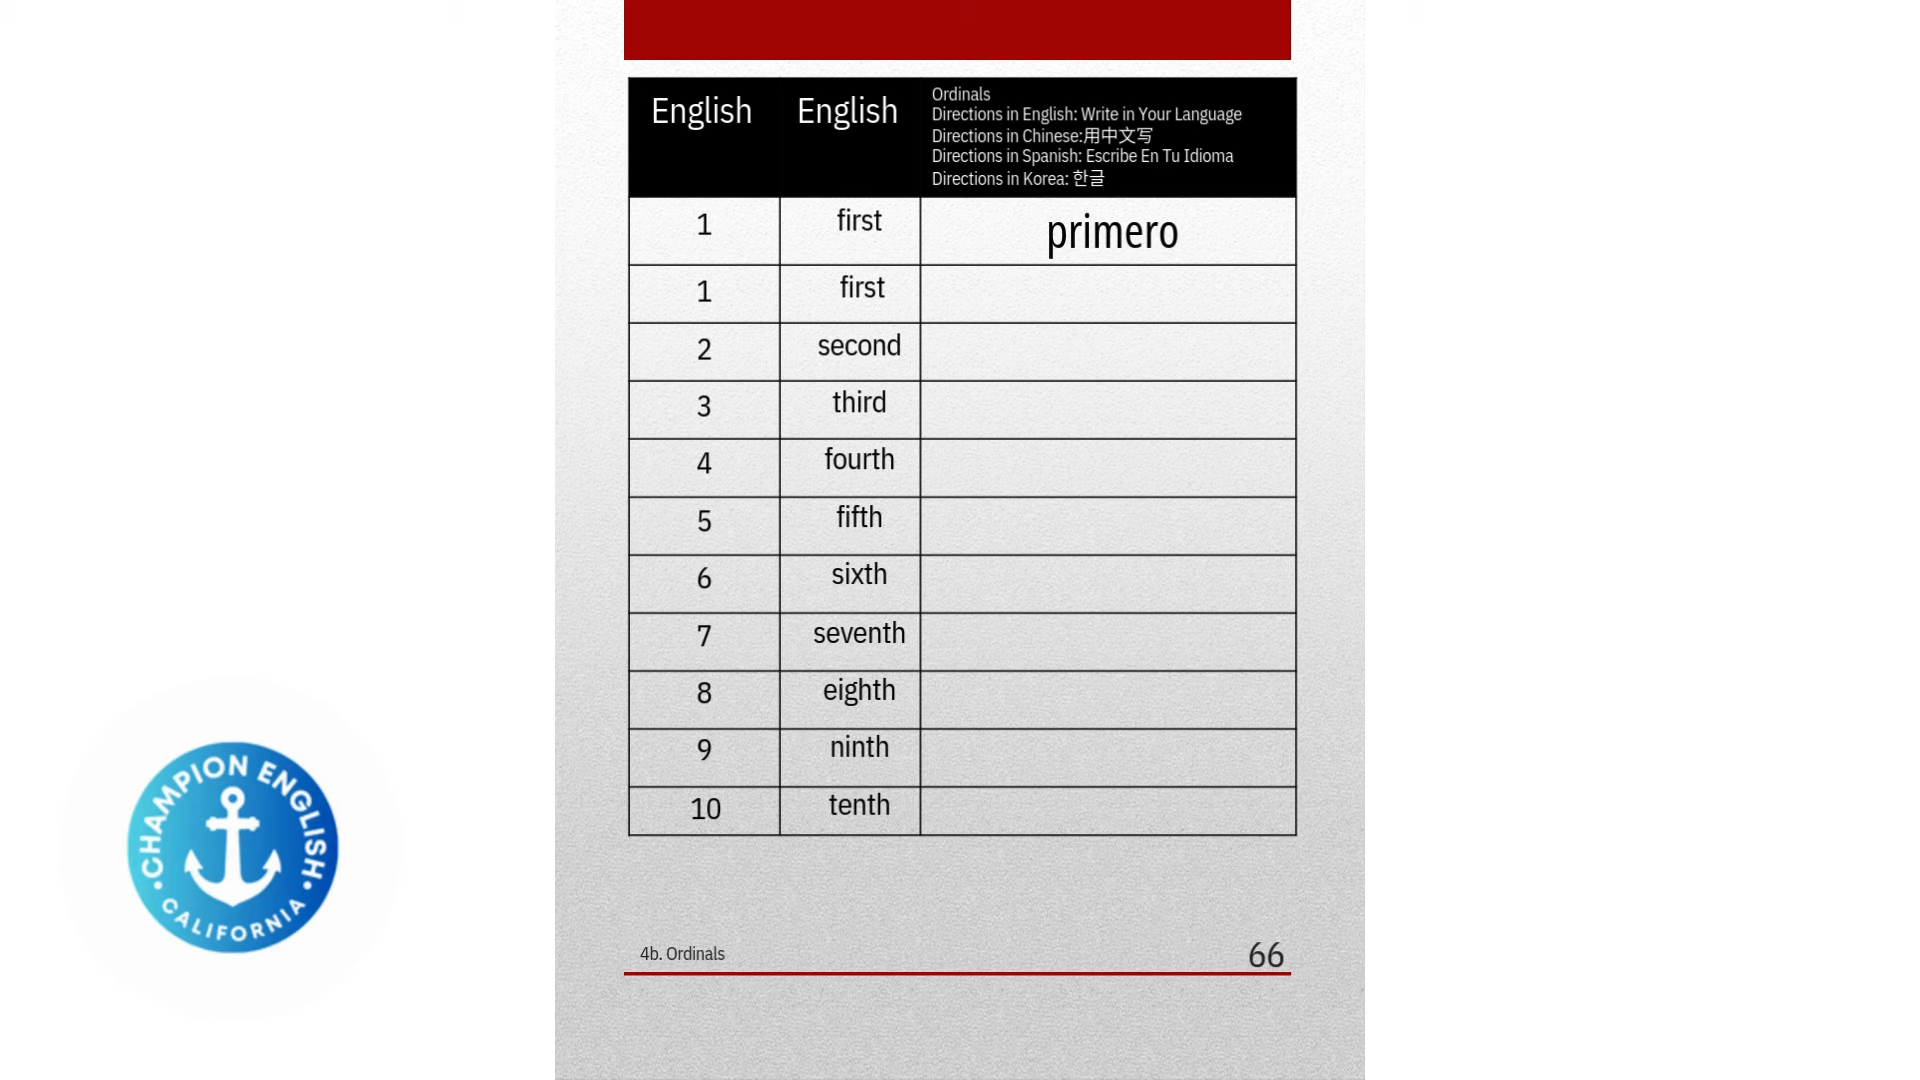 English
English
Ordinals
Directions in English: Write in Your Language
Directions in Chinese:用中文写
Directions in Spanish: Escribe En Tu Idioma
Directions in Korea: 한글
1 first primero
1 first
2 second
3 third
4 fourth
5 fifth
6 sixth
7 seventh
8 eighth
9 ninth
10 tenth
CHAMPION ENGLISH
CALIFORNIA
4b. Ordinals
66